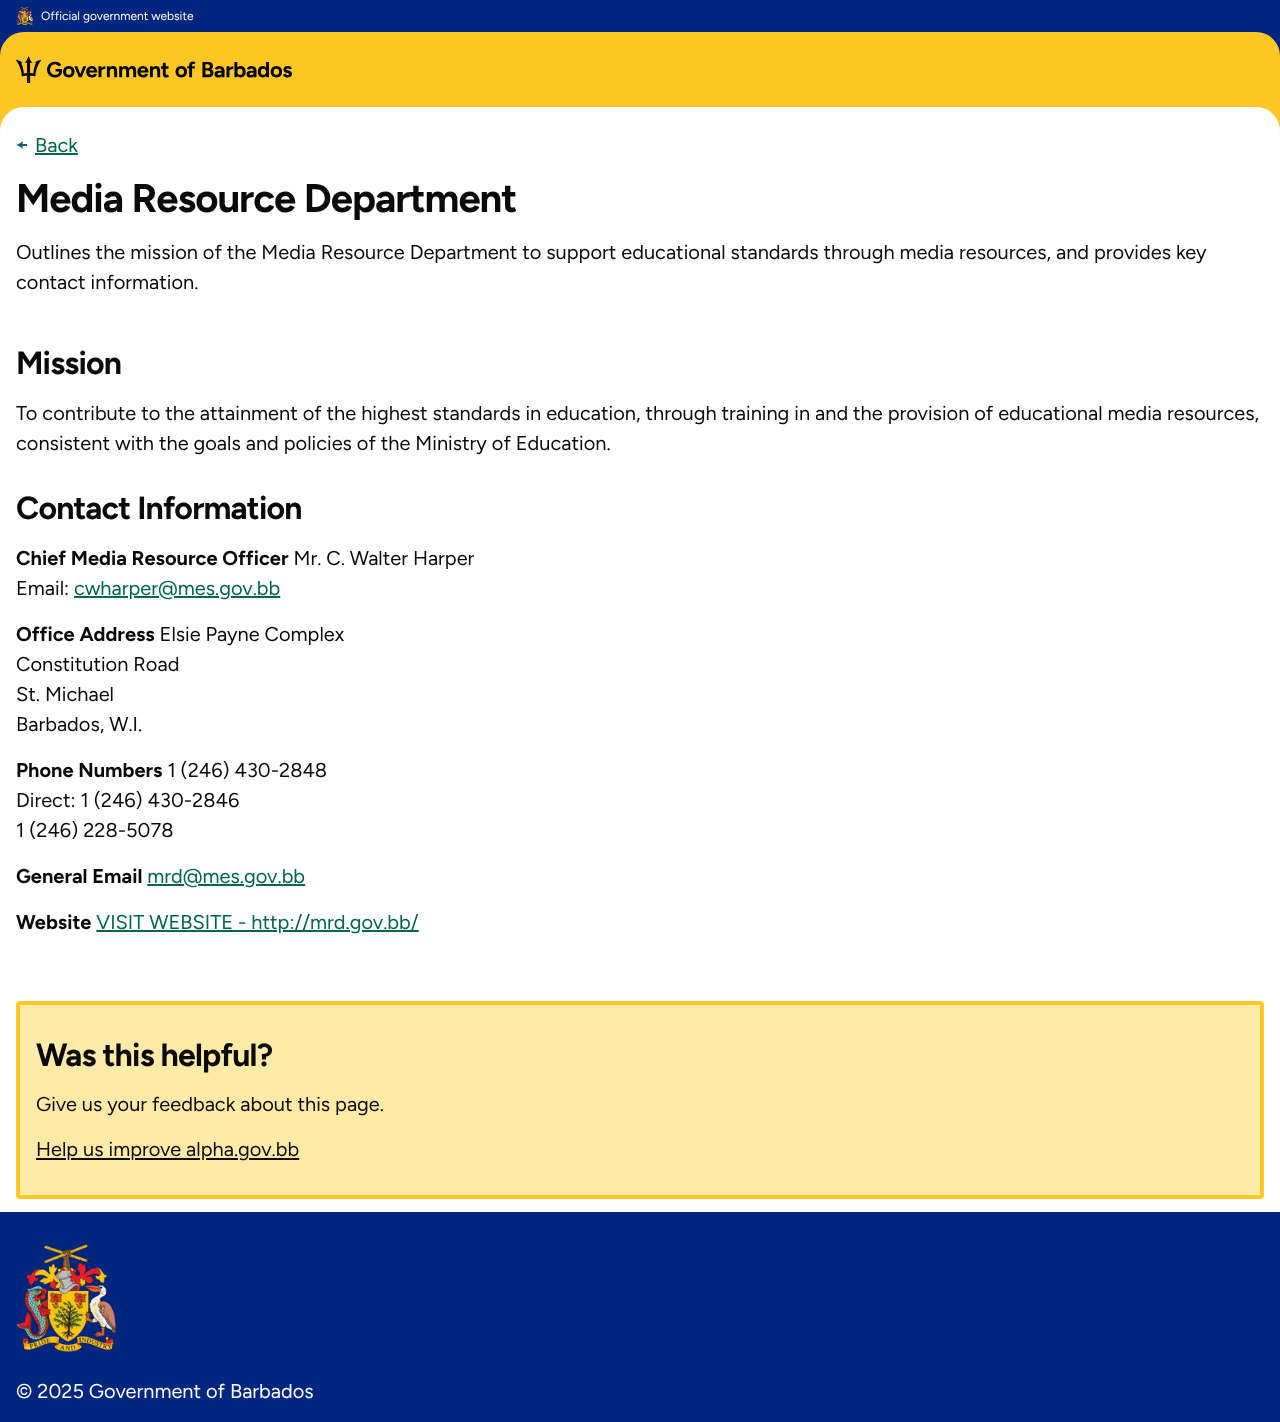 Official government website
Government of Barbados
Back
Media Resource Department
Outlines the mission of the Media Resource Department to support educational standards through media resources, and provides key
contact information.
Mission
To contribute to the attainment of the highest standards in education, through training in and the provision of educational media resources,
consistent with the goals and policies of the Ministry of Education.
Contact Information
Chief Media Resource Officer Mr. C. Walter Harper
Email: cwharper@mes.gov.bb
Office Address Elsie Payne Complex
Constitution Road
St. Michael
Barbados, W.I.
Phone Numbers 1 (246) 430-2848
Direct: 1 (246) 430-2846
1 (246) 228-5078
General Email mrd@mes.gov.bb
Website VISIT WEBSITE - http://mrd.gov.bb/
Was this helpful?
Give us your feedback about this page.
Help us improve alpha.gov.bb
PRIDE AND INDUSTRY
© 2025 Government of Barbados